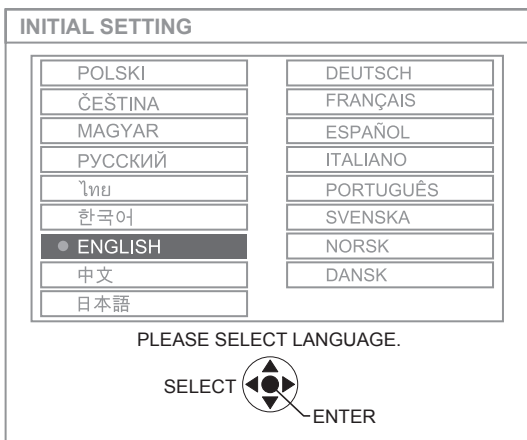 INITIAL SETTING
POLSKI
ČEŠTINA
MAGYAR
РУССКИЙ
ไทย
한국어
ENGLISH
中文
日本語
DEUTSCH
FRANÇAIS
ESPAÑOL
ITALIANO
PORTUGUÊS
SVENSKA
NORSK
DANSK
PLEASE SELECT LANGUAGE.
SELECT
ENTER